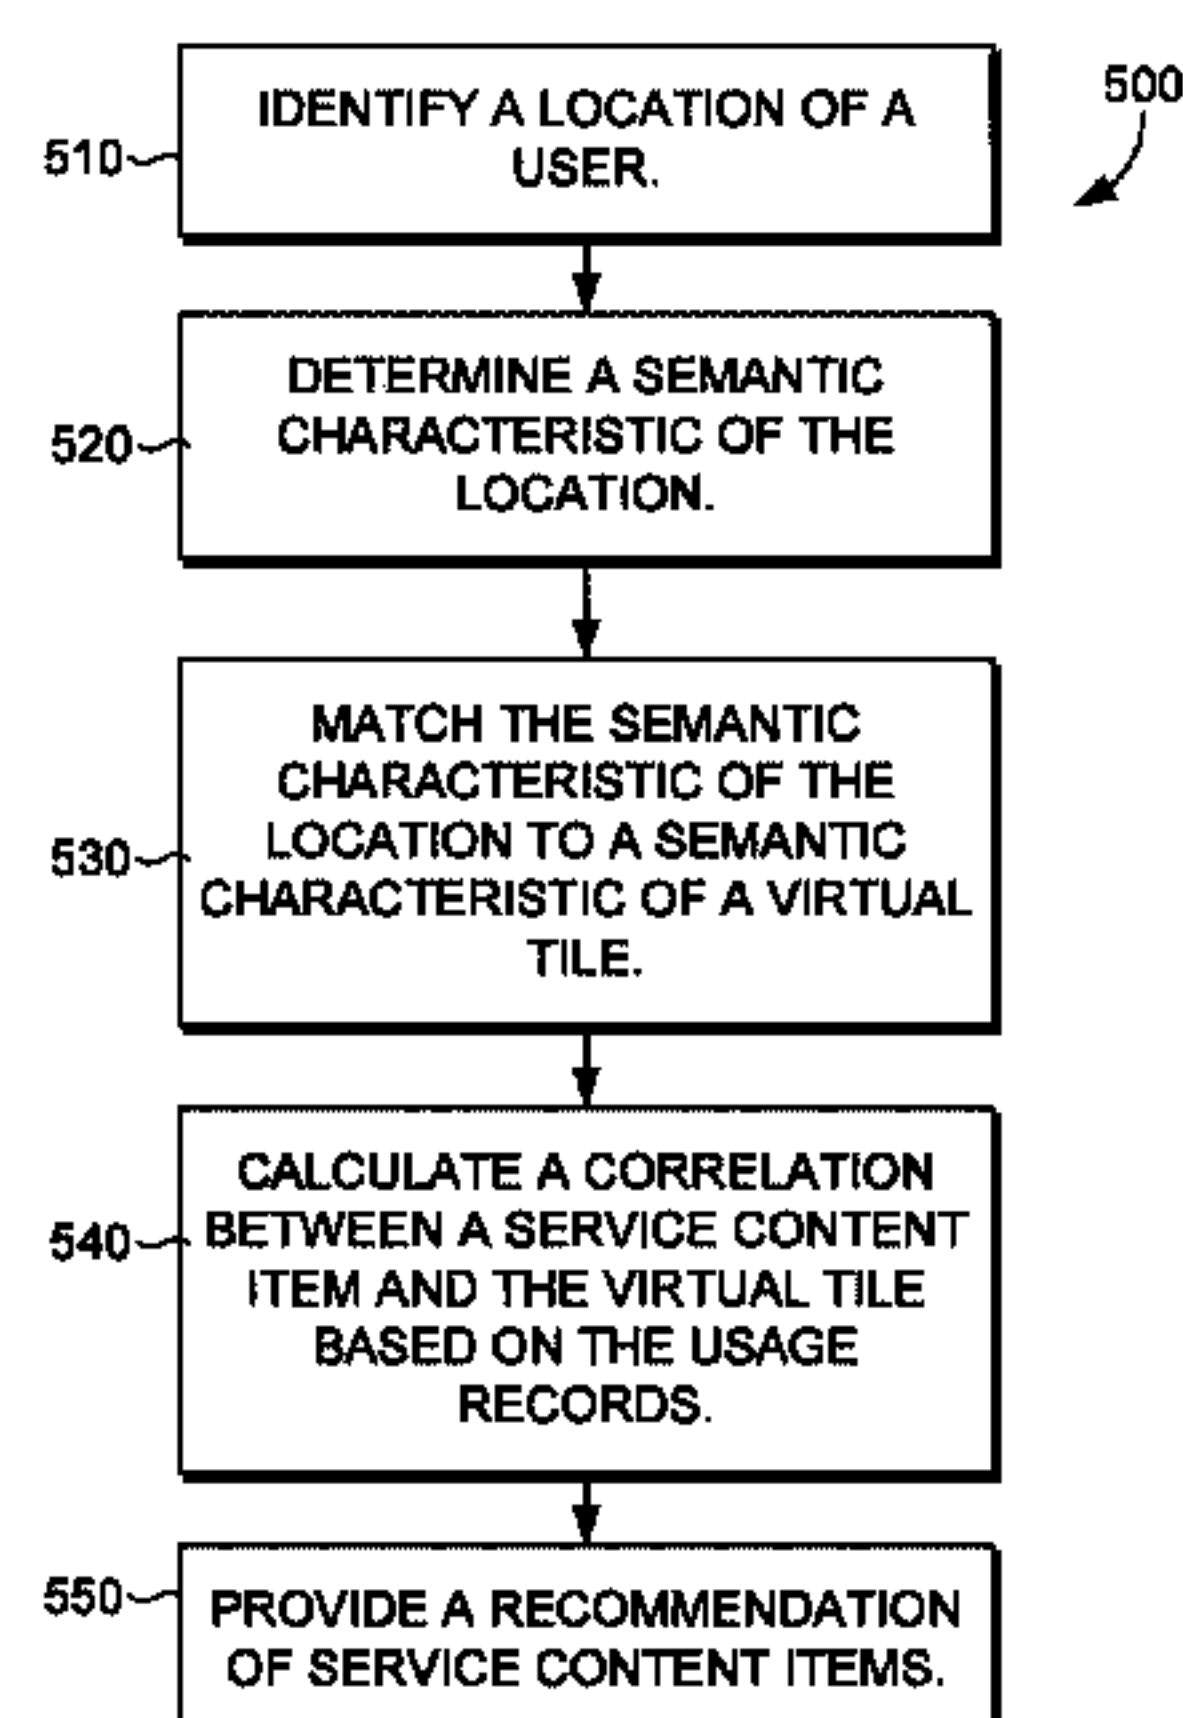 500
IDENTIFY A LOCATION OF A
USER.
510
DETERMINE A SEMANTIC
CHARACTERISTIC OF THE
LOCATION.
520
MATCH THE SEMANTIC
CHARACTERISTIC OF THE
LOCATION TO A SEMANTIC
CHARACTERISTIC OF A VIRTUAL
TILE.
530
CALCULATE A CORRELATION
BETWEEN A SERVICE CONTENT
ITEM AND THE VIRTUAL TILE
BASED ON THE USAGE
RECORDS.
540
PROVIDE A RECOMMENDATION
OF SERVICE CONTENT ITEMS.
550